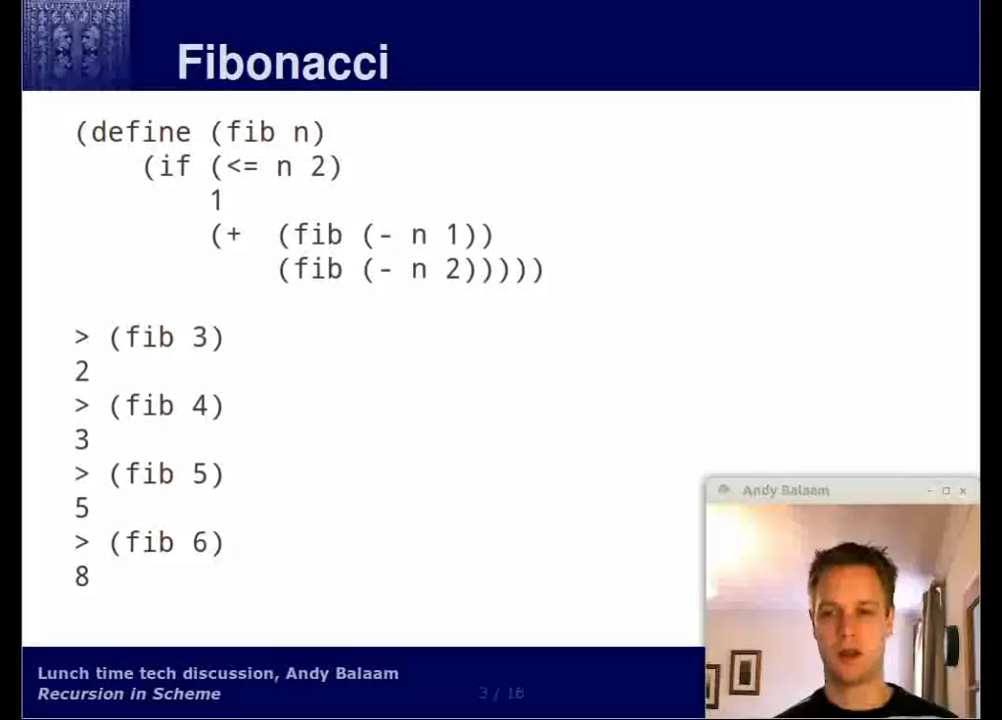 Fibonacci
(define (fib n)
(if (<= n 2)
1
(+ (fib (- n 1))
(fib (- n 2)))))
> (fib 3)
2
> (fib 4)
3
> (fib 5)
5
> (fib 6)
8
Andy Balaam
Lunch time tech discussion, Andy Balaam
Recursion in Scheme
3 / 16